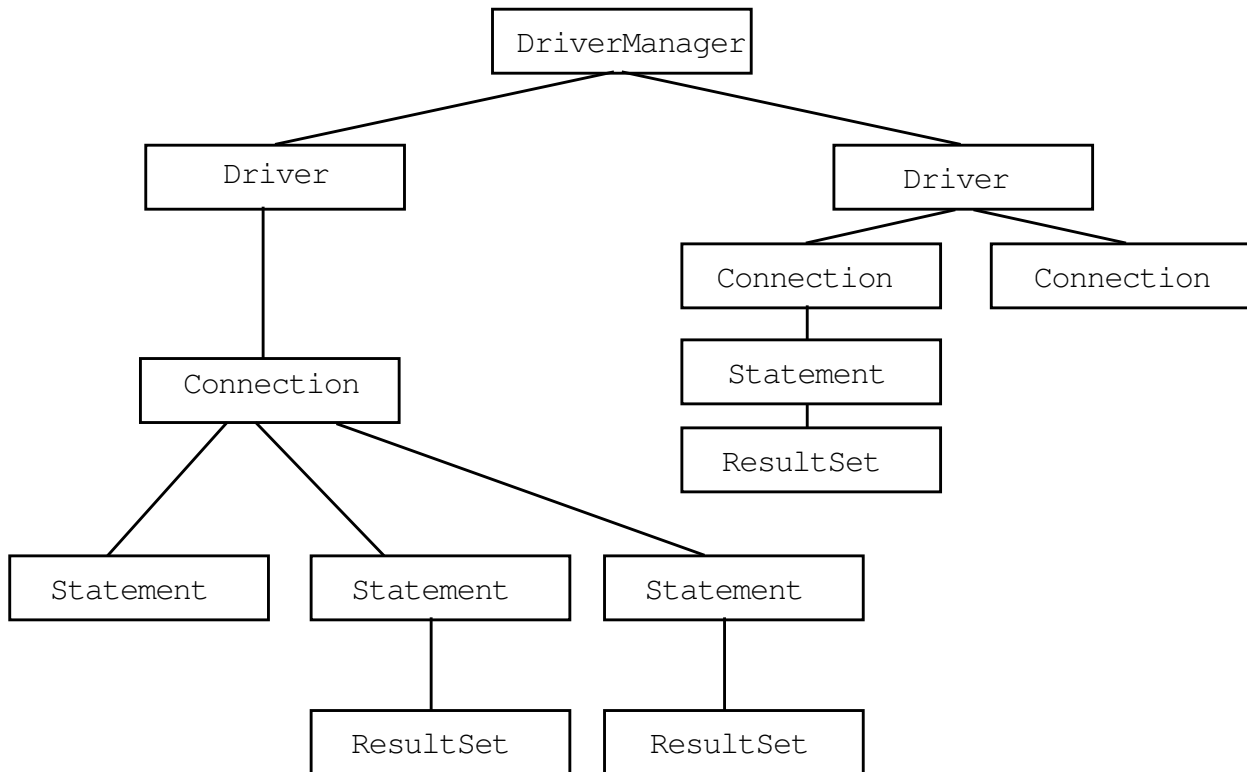 DriverManager
Driver
Driver
Connection
Connection
Connection
Statement
ResultSet
Statement
Statement
Statement
ResultSet
ResultSet